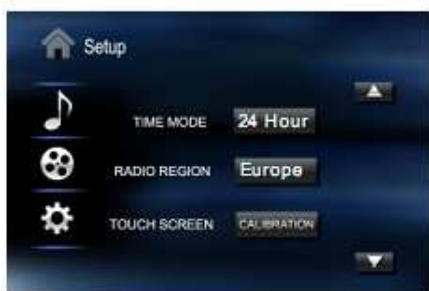 Setup
TIME MODE 24 Hour
RADIO REGION Europe
TOUCH SCREEN CALIBRATION